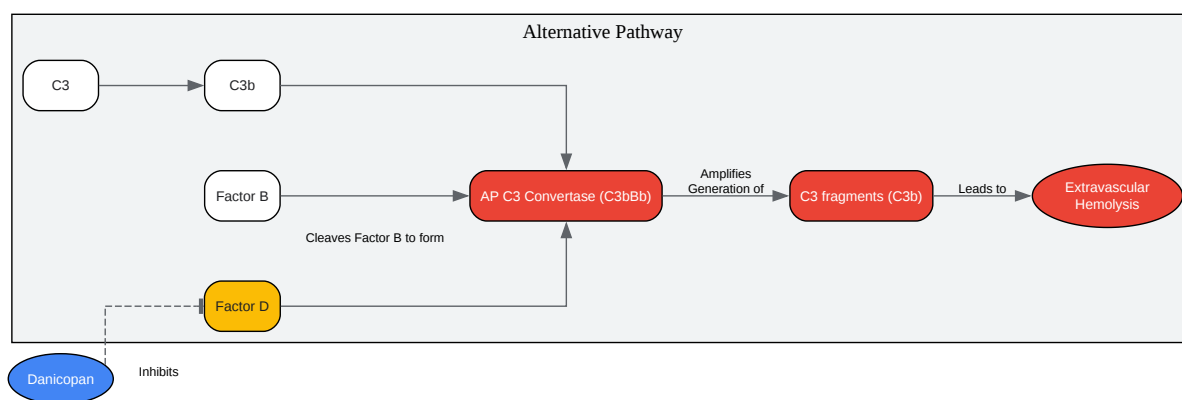 Alternative Pathway
C3
C3b
Factor B
AP C3 Convertase (C3bBb)
Amplifies
Generation of
C3 fragments (C3b)
Leads to
Extravascular
Hemolysis
Cleaves Factor B to form
Factor D
Danicopan
Inhibits